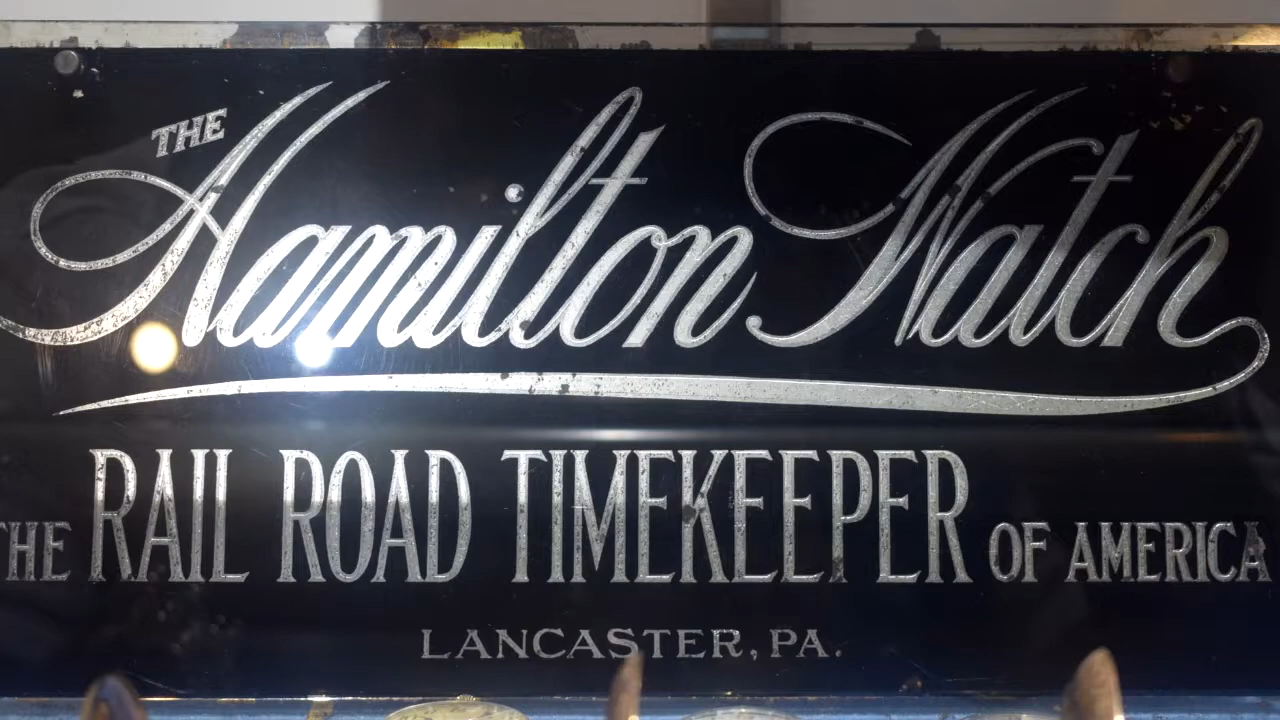 THE
Hamilton Watch
THE RAIL ROAD TIMEKEEPER OF AMERICA
LANCASTER, PA.